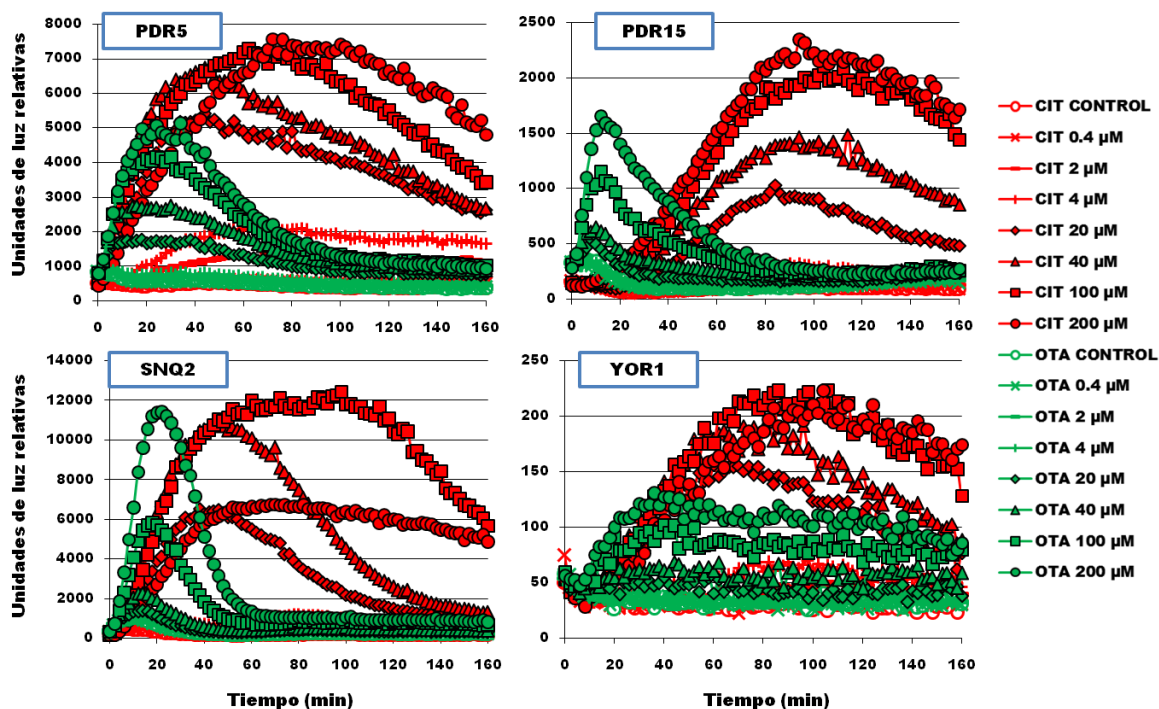 PDR5
PDR15
Unidades de luz relativas
8000
7000
6000
5000
4000
3000
2000
1000
0
0 20 40 60 80 100 120 140 160
2500
2000
1500
1000
500
0
0 20 40 60 80 100 120 140 160
SNQ2
YOR1
Unidades de luz relativas
14000
12000
10000
8000
6000
4000
2000
0
0 20 40 60 80 100 120 140 160
250
200
150
100
50
0
0 20 40 60 80 100 120 140 160
Tiempo (min)
Tiempo (min)
CIT CONTROL
CIT 0.4 µM
CIT 2 µM
CIT 4 µM
CIT 20 µM
CIT 40 µM
CIT 100 µM
CIT 200 µM
OTA CONTROL
OTA 0.4 µM
OTA 2 µM
OTA 4 µM
OTA 20 µM
OTA 40 µM
OTA 100 µM
OTA 200 µM